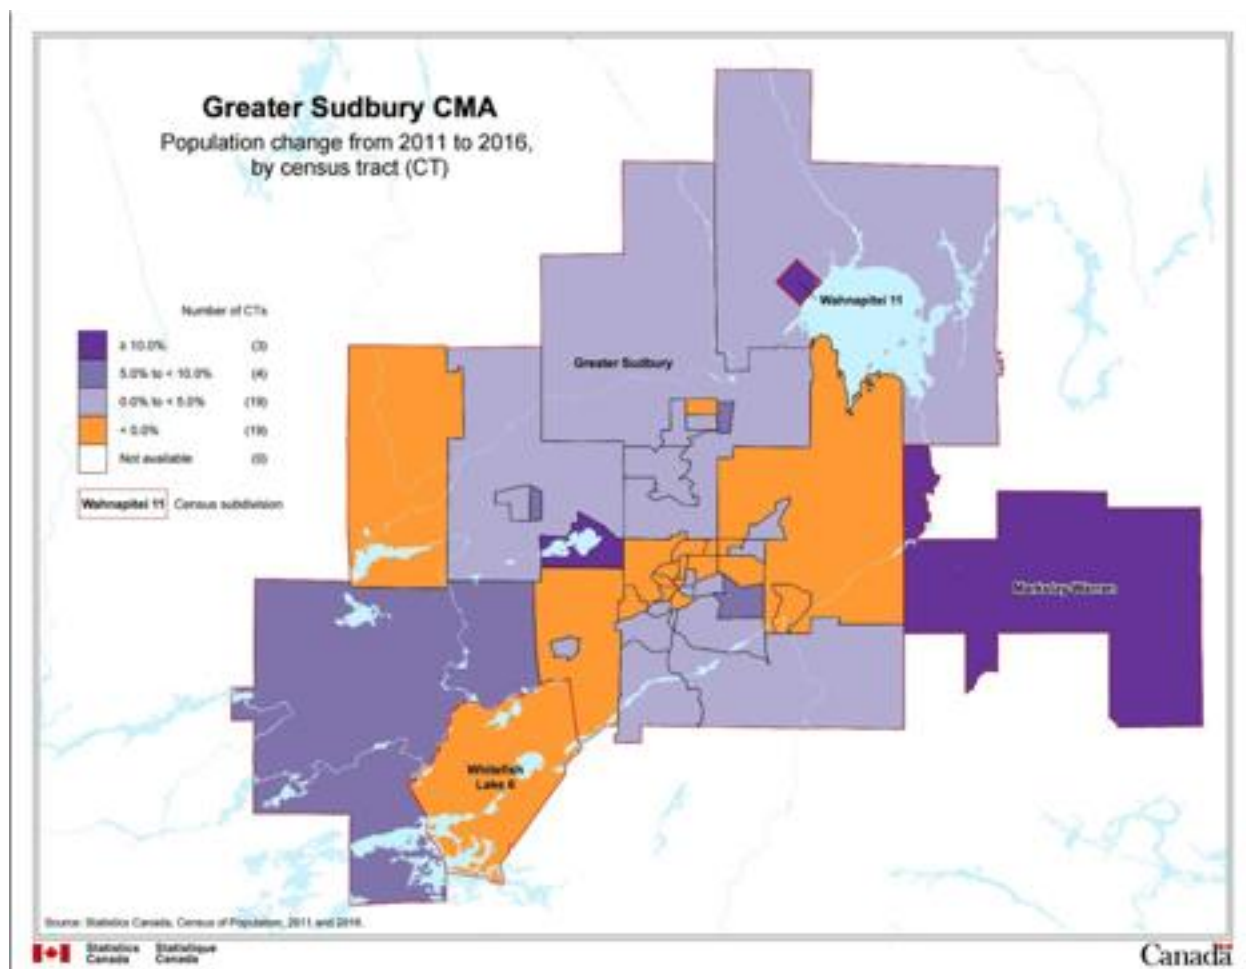 Greater Sudbury CMA
Population change from 2011 to 2016,
by census tract (CT)
Number of CTs
≥ 10.0% (3)
5.0% to < 10.0% (4)
0.0% to < 5.0% (19)
< 0.0% (19)
Not available (0)
Wahnapitei 11 Census subdivision
Wahnapitei 11
Greater Sudbury
Markstay-Warren
Whitefish
Lake 6
Source: Statistics Canada, Census of Population, 2011 and 2016.
Statistics Statistique
Canada Canada
Canada